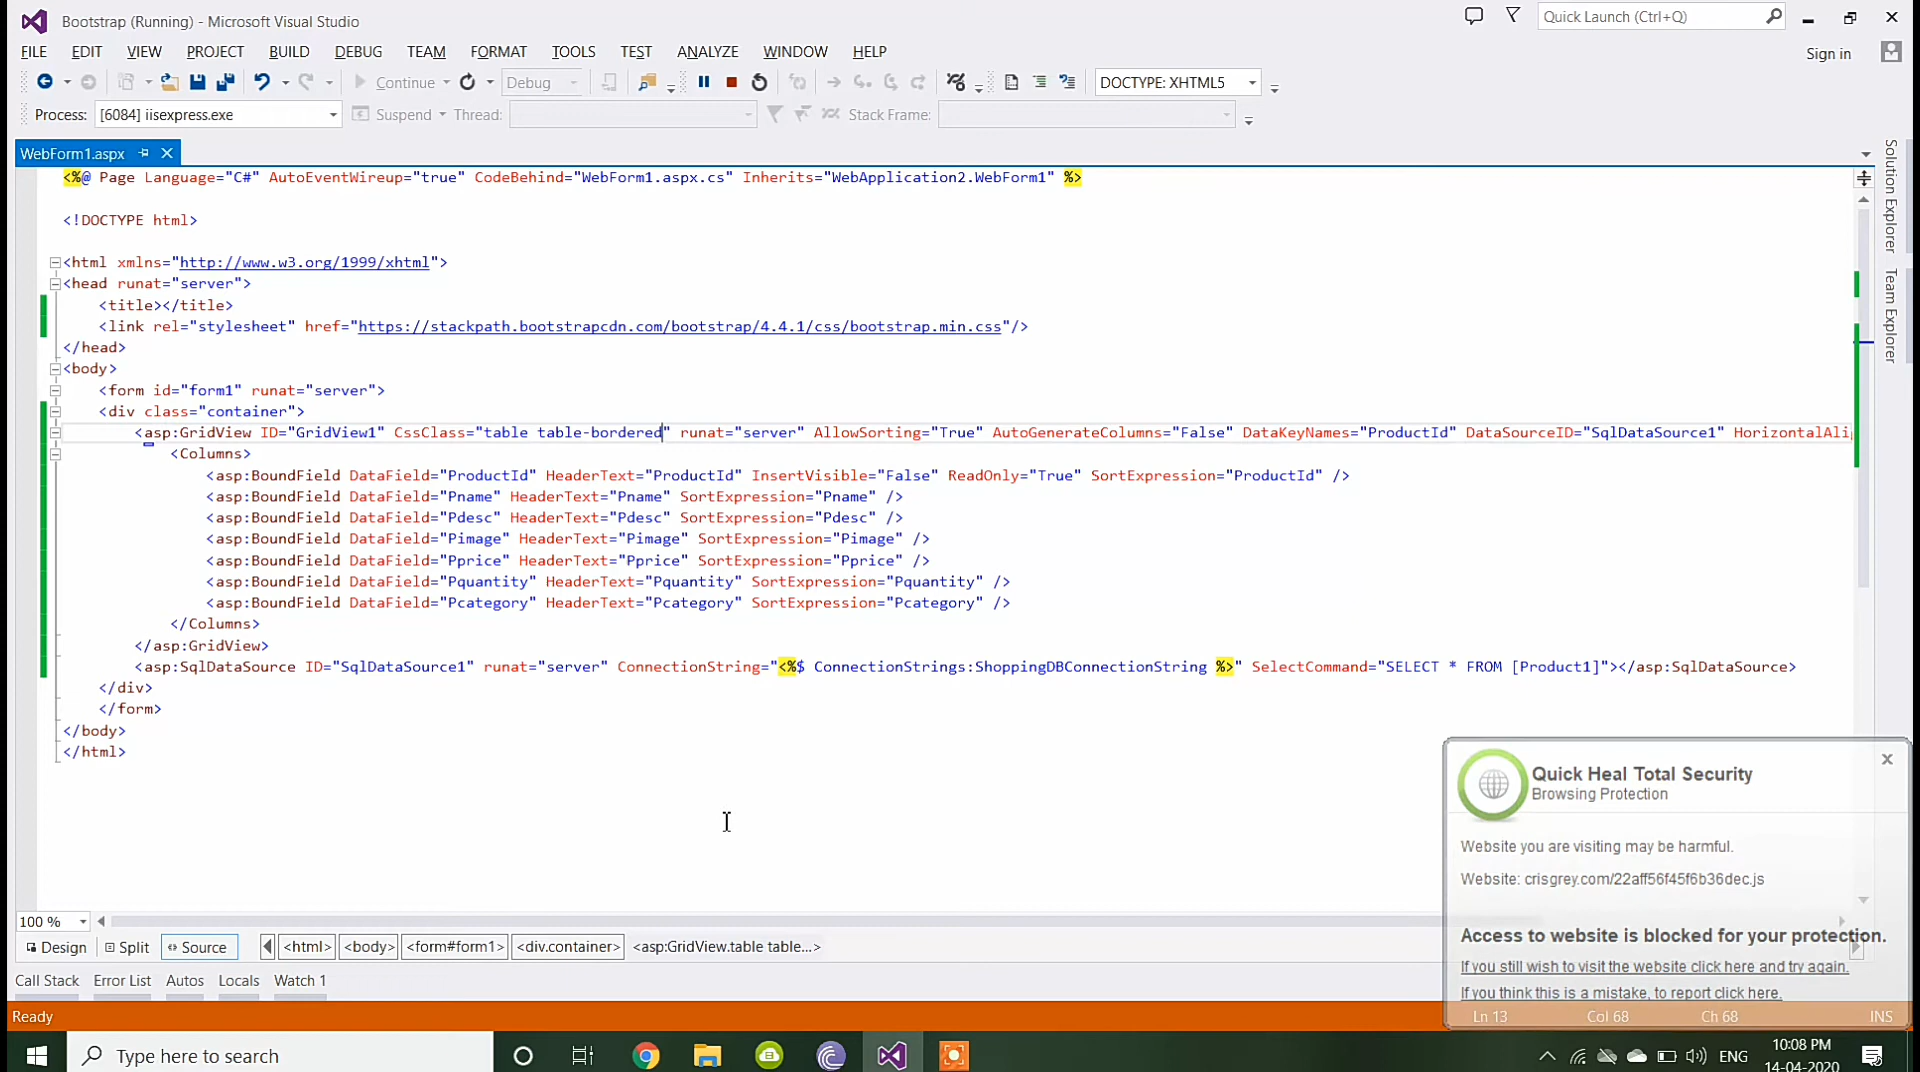 Bootstrap (Running) - Microsoft Visual Studio
Quick Launch (Ctrl+Q)
FILE EDIT VIEW PROJECT BUILD DEBUG TEAM FORMAT TOOLS TEST ANALYZE WINDOW HELP
Sign in
Continue Debug DOCTYPE: XHTML5
Process: [6084] iisexpress.exe Suspend Thread: Stack Frame:
WebForm1.aspx
<%@ Page Language="C#" AutoEventWireup="true" CodeBehind="WebForm1.aspx.cs" Inherits="WebApplication2.WebForm1" %>
<!DOCTYPE html>
<html xmlns="http://www.w3.org/1999/xhtml">
<head runat="server">
<title></title>
<link rel="stylesheet" href="https://stackpath.bootstrapcdn.com/bootstrap/4.4.1/css/bootstrap.min.css"/>
</head>
<body>
<form id="form1" runat="server">
<div class="container">
<asp:GridView ID="GridView1" CssClass="table table-bordered" runat="server" AllowSorting="True" AutoGenerateColumns="False" DataKeyNames="ProductId" DataSourceID="SqlDataSource1" HorizontalAli
<Columns>
<asp:BoundField DataField="ProductId" HeaderText="ProductId" InsertVisible="False" ReadOnly="True" SortExpression="ProductId" />
<asp:BoundField DataField="Pname" HeaderText="Pname" SortExpression="Pname" />
<asp:BoundField DataField="Pdesc" HeaderText="Pdesc" SortExpression="Pdesc" />
<asp:BoundField DataField="Pimage" HeaderText="Pimage" SortExpression="Pimage" />
<asp:BoundField DataField="Pprice" HeaderText="Pprice" SortExpression="Pprice" />
<asp:BoundField DataField="Pquantity" HeaderText="Pquantity" SortExpression="Pquantity" />
<asp:BoundField DataField="Pcategory" HeaderText="Pcategory" SortExpression="Pcategory" />
</Columns>
</asp:GridView>
<asp:SqlDataSource ID="SqlDataSource1" runat="server" ConnectionString="<%$ ConnectionStrings:ShoppingDBConnectionString %>" SelectCommand="SELECT * FROM [Product1]"></asp:SqlDataSource>
</div>
</form>
</body>
</html>
Solution Explorer
Team Explorer
Quick Heal Total Security
Browsing Protection
Website you are visiting may be harmful.
Website: crisgrey.com/22aff56f45f6b36dec.js
Access to website is blocked for your protection.
If you still wish to visit the website click here and try again.
If you think this is a mistake, to report click here.
100 %
Design Split Source <html> <body> <form#form1> <div.container> <asp:GridView.table table...>
Call Stack Error List Autos Locals Watch 1
Ready Ln 13 Col 68 Ch 68 INS
Type here to search
ENG
10:08 PM
14-04-2020